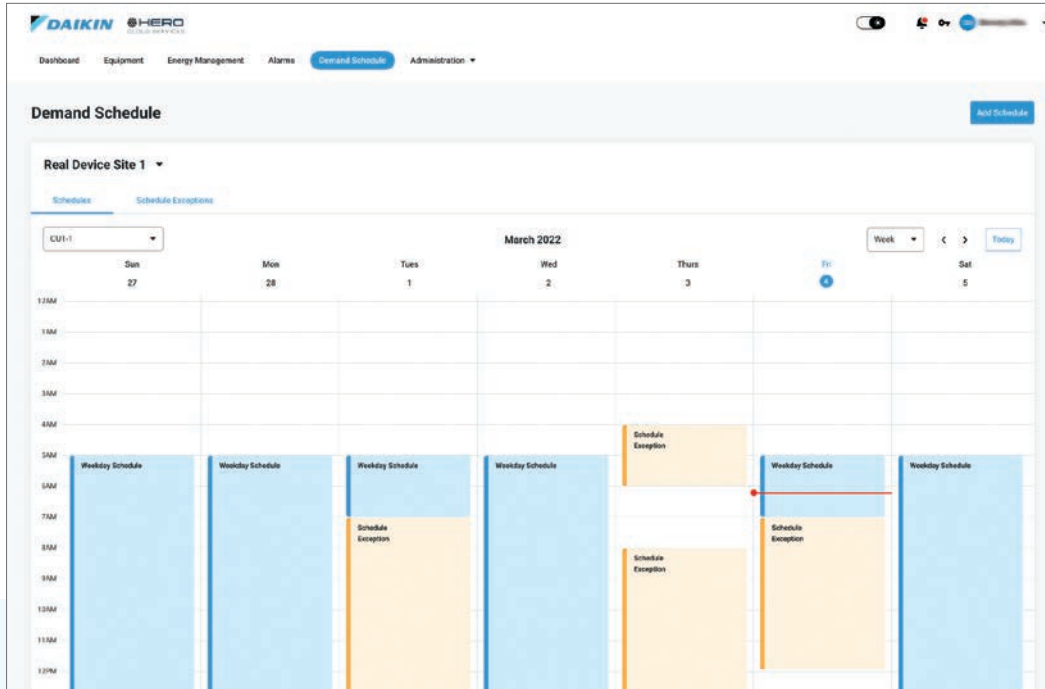 DAIKIN HERO
CLOUD SERVICES
Dashboard Equipment Energy Management Alarms Demand Schedule Administration
Demand Schedule
Add Schedule
Real Device Site 1
Schedules Schedule Exceptions
CUT-1 March 2022 Week Today
Sun Mon Tues Wed Thurs Fri Sat
27 28 1 2 3 4 5
12AM
1AM
2AM
3AM
4AM
Schedule
Exception
5AM
Weekday Schedule Weekday Schedule Weekday Schedule Weekday Schedule Weekday Schedule Weekday Schedule
6AM
7AM
Schedule Schedule
Exception Exception
8AM
Schedule
Exception
9AM
10AM
11AM
12PM